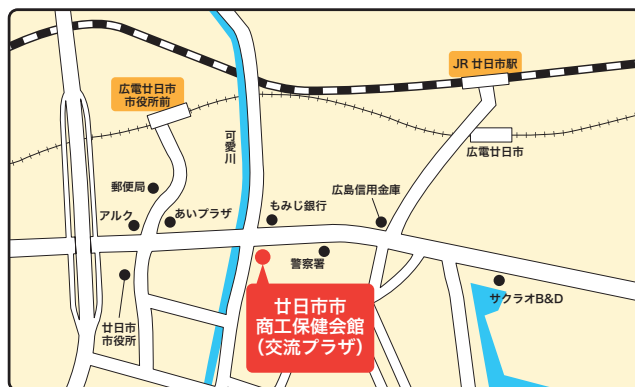 JR 廿日市駅
広電廿日市
市役所前
可愛川
広電廿日市
郵便局
広島信用金庫
アルク
あいプラザ
もみじ銀行
警察署
サクラオB&D
廿日市
市役所
廿日市市
商工保健会館
（交流プラザ）